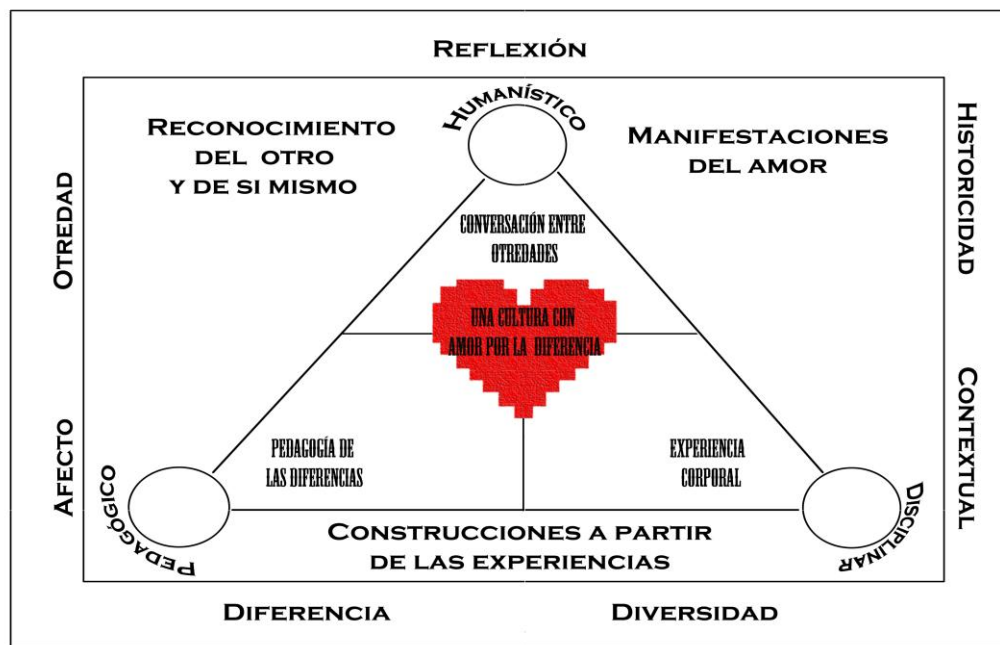 REFLEXIÓN
HUMANÍSTICO
RECONOCIMIENTO
DEL OTRO
Y DE SI MISMO
MANIFESTACIONES
DEL AMOR
OTREDAD
HISTORICIDAD
CONVERSACIÓN ENTRE
OTREDADES
UNA CULTURA CON
AMOR POR LA DIFERENCIA
AFECTO
CONTEXTUAL
PEDAGOGÍA DE
LAS DIFERENCIAS
EXPERIENCIA
CORPORAL
PEDAGÓGICO
DISCIPLINAR
CONSTRUCCIONES A PARTIR
DE LAS EXPERIENCIAS
DIFERENCIA
DIVERSIDAD